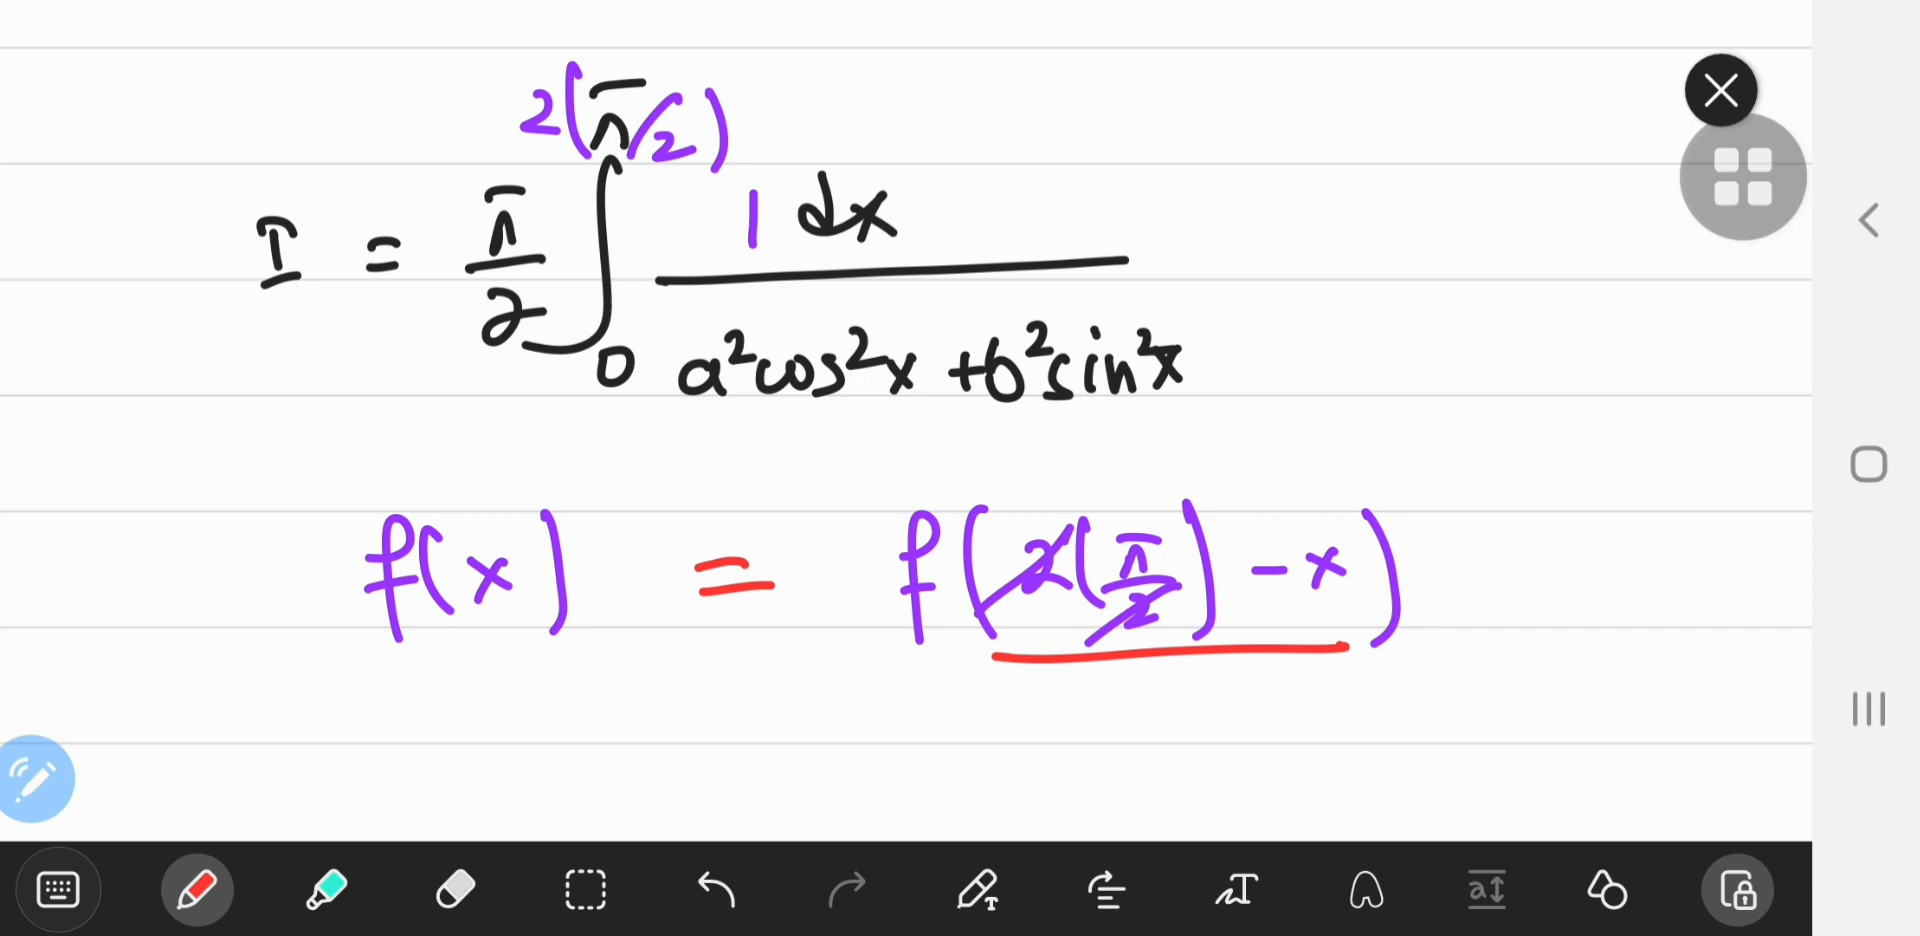 2(π/2)
I = π/2 ∫ 1 dx
0 a²cos²x + b²sin²x
f(x) = f(2(π/2) - x)